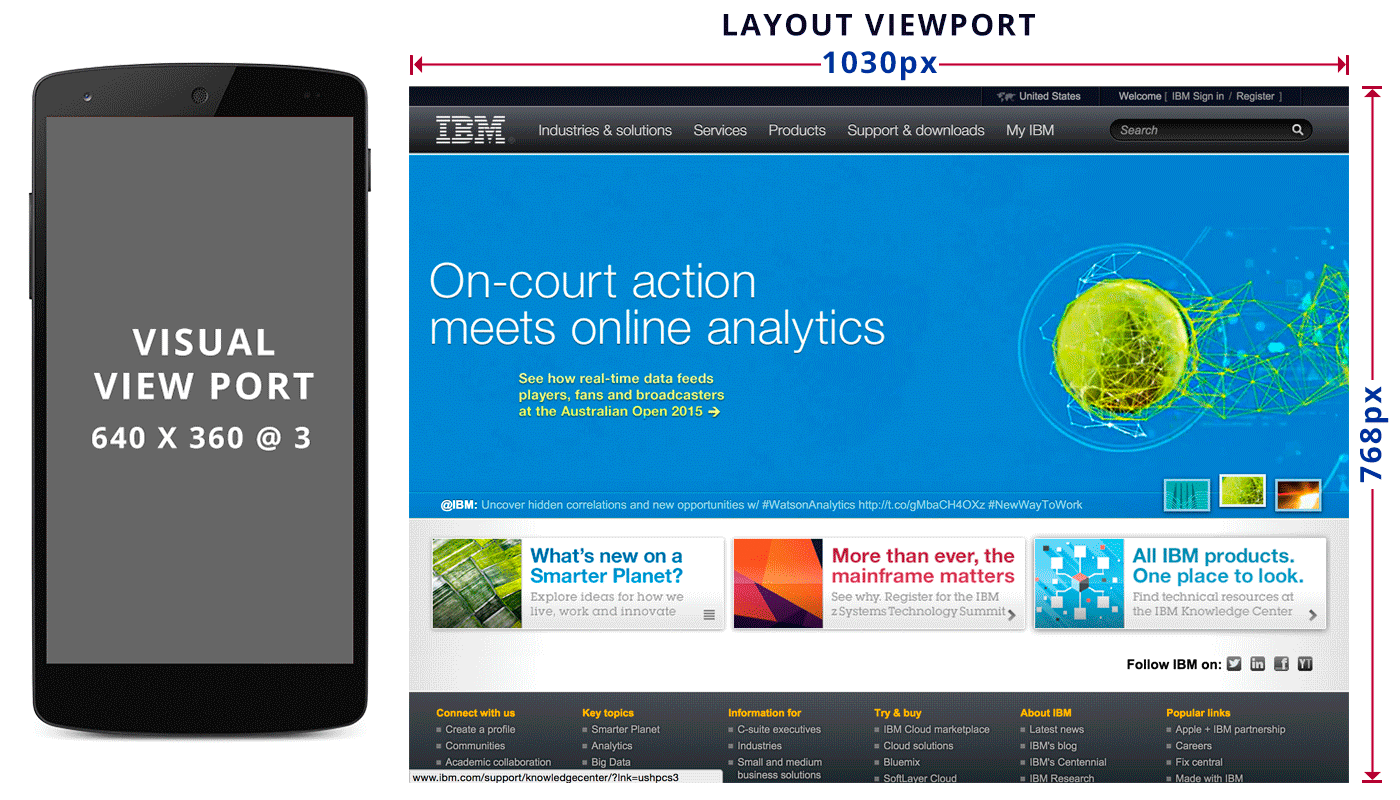 LAYOUT VIEWPORT
1030px
768px
VISUAL
VIEW PORT
640 X 360 @ 3
United States
Welcome [ IBM Sign in / Register ]
IBM
Industries & solutions
Services
Products
Support & downloads
My IBM
Search
On-court action
meets online analytics
See how real-time data feeds
players, fans and broadcasters
at the Australian Open 2015 →
@IBM: Uncover hidden correlations and new opportunities w/ #WatsonAnalytics http://t.co/gMbaCH4OXz #NewWayToWork
What's new on a
Smarter Planet?
Explore ideas for how we
live, work and innovate
More than ever, the
mainframe matters
See why. Register for the IBM
z Systems Technology Summit
All IBM products.
One place to look.
Find technical resources at
the IBM Knowledge Center
Follow IBM on:
Connect with us
Create a profile
Communities
Academic collaboration
Key topics
Smarter Planet
Analytics
Big Data
Information for
C-suite executives
Industries
Small and medium
business solutions
Try & buy
IBM Cloud marketplace
Cloud solutions
Bluemix
SoftLayer Cloud
About IBM
Latest news
IBM's blog
IBM's Centennial
IBM Research
Popular links
Apple + IBM partnership
Careers
Fix central
Made with IBM
www.ibm.com/support/knowledgecenter/?lnk=ushpcs3